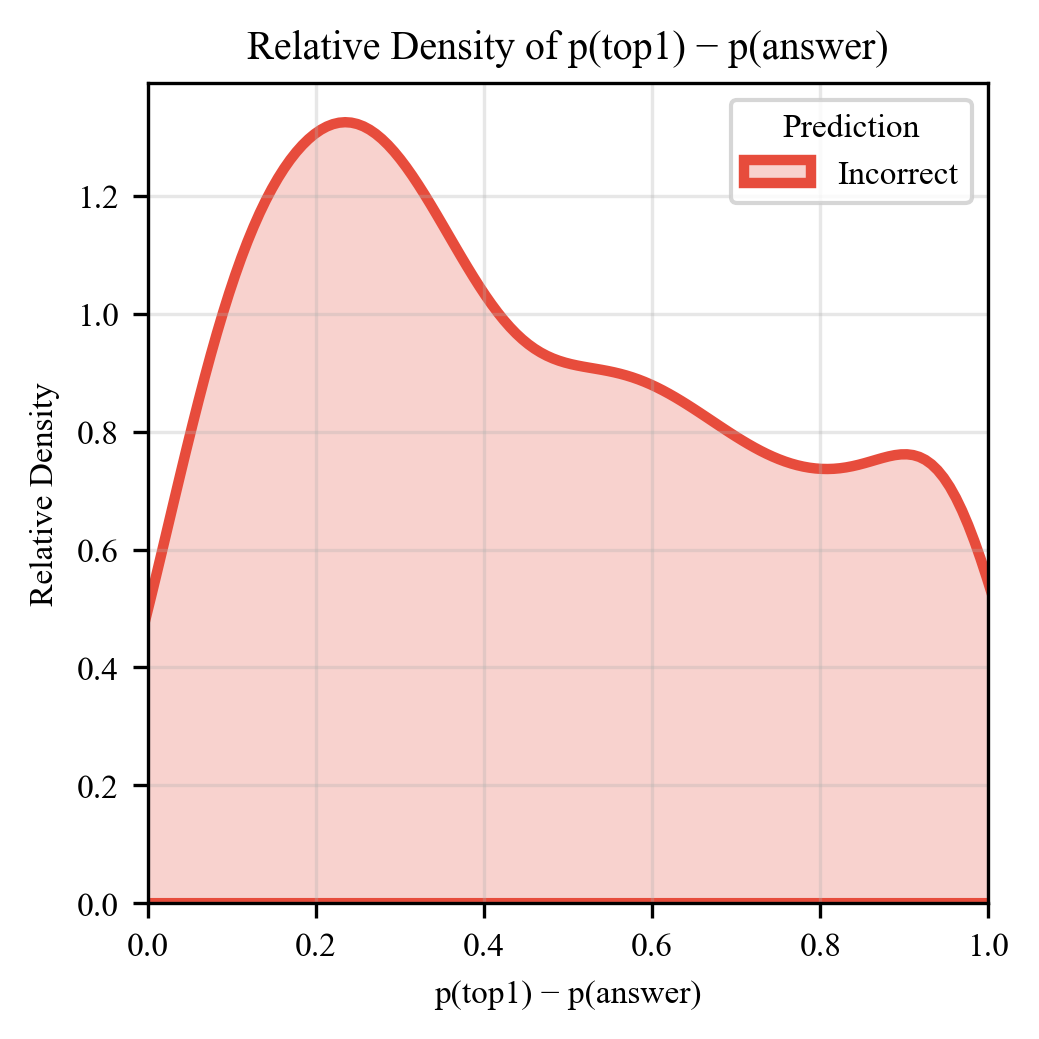 Relative Density of p(top1) − p(answer)
Prediction
Incorrect
Relative Density
1.2
1.0
0.8
0.6
0.4
0.2
0.0
0.0 0.2 0.4 0.6 0.8 1.0
p(top1) − p(answer)